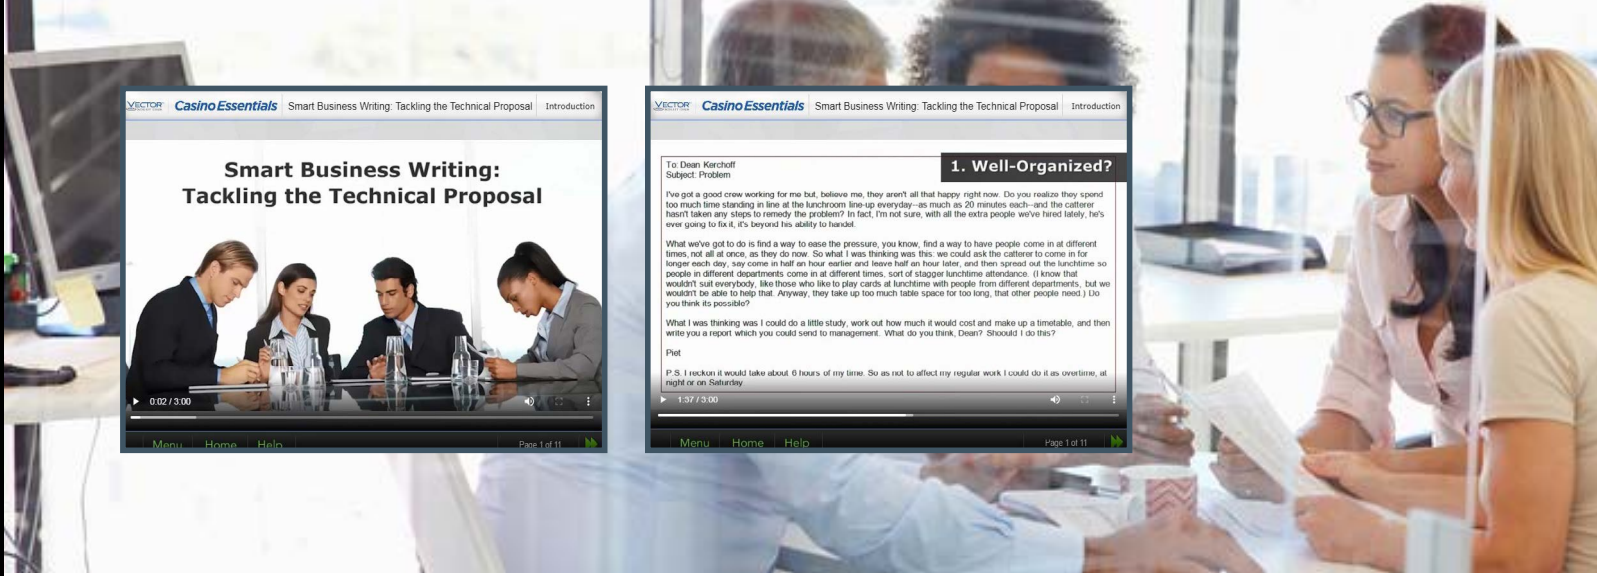 VECTOR
CasinoEssentials
Smart Business Writing: Tackling the Technical Proposal
Introduction
Smart Business Writing:
Tackling the Technical Proposal
0:02 / 3:00
Menu
Home
Help
Page 1 of 11
VECTOR
CasinoEssentials
Smart Business Writing: Tackling the Technical Proposal
Introduction
1. Well-Organized?
To: Dean Kerchoff
Subject: Problem
I've got a good crew working for me but, believe me, they aren't all that happy right now. Do you realize they spend
too much time standing in line at the lunchroom line-up everyday--as much as 20 minutes each--and the catterer
hasn't taken any steps to remedy the problem? In fact, I'm not sure, with all the extra people we've hired lately, he's
ever going to fix it, it's beyond his ability to handel.
What we've got to do is find a way to ease the pressure, you know, find a way to have people come in at different
times, not all at once, as they do now. So what I was thinking was this: we could ask the catterer to come in for
longer each day, say come in half an hour earlier and leave half an hour later, and then spread out the lunchtime so
people in different departments come in at different times, sort of stagger lunchtime attendance. (I know that
wouldn't suit everybody, like those who like to play cards at lunchtime with people from different departments, but we
wouldn't be able to help that. Anyway, they take up too much table space for too long, that other people need.) Do
you think its possible?
What I was thinking was I could do a little study, work out how much it would cost and make up a timetable, and then
write you a report which you could send to management. What do you think, Dean? Shoould I do this?
Piet
P.S. I reckon it would take about 6 hours of my time. So as not to affect my regular work I could do it as overtime, at
night or on Saturday
1:37 / 3:00
Menu
Home
Help
Page 1 of 11